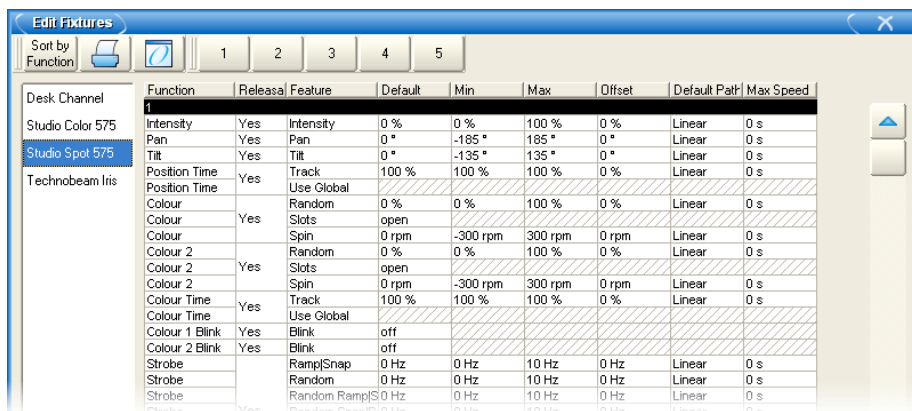 Edit Fixtures
Sort by
Function
1 2 3 4 5
Desk Channel
Studio Color 575
Studio Spot 575
Technobeam Iris
Function Releasa Feature Default Min Max Offset Default Path Max Speed
1
Intensity Yes Intensity 0 % 0 % 100 % 0 % Linear 0 s
Pan Yes Pan 0 ° -185 ° 185 ° 0 ° Linear 0 s
Tilt Yes Tilt 0 ° -135 ° 135 ° 0 ° Linear 0 s
Position Time Yes Track 100 % 100 % 100 % 0 % Linear 0 s
Position Time Use Global
Colour Random 0 % 0 % 100 % 0 % Linear 0 s
Colour Yes Slots open
Colour Spin 0 rpm -300 rpm 300 rpm 0 rpm Linear 0 s
Colour 2 Random 0 % 0 % 100 % 0 % Linear 0 s
Colour 2 Yes Slots open
Colour 2 Spin 0 rpm -300 rpm 300 rpm 0 rpm Linear 0 s
Colour Time Yes Track 100 % 100 % 100 % 0 % Linear 0 s
Colour Time Use Global
Colour 1 Blink Yes Blink off
Colour 2 Blink Yes Blink off
Strobe Ramp|Snap 0 Hz 0 Hz 10 Hz 0 Hz Linear 0 s
Strobe Random 0 Hz 0 Hz 10 Hz 0 Hz Linear 0 s
Strobe Random Ramp|S 0 Hz 0 Hz 10 Hz 0 Hz Linear 0 s